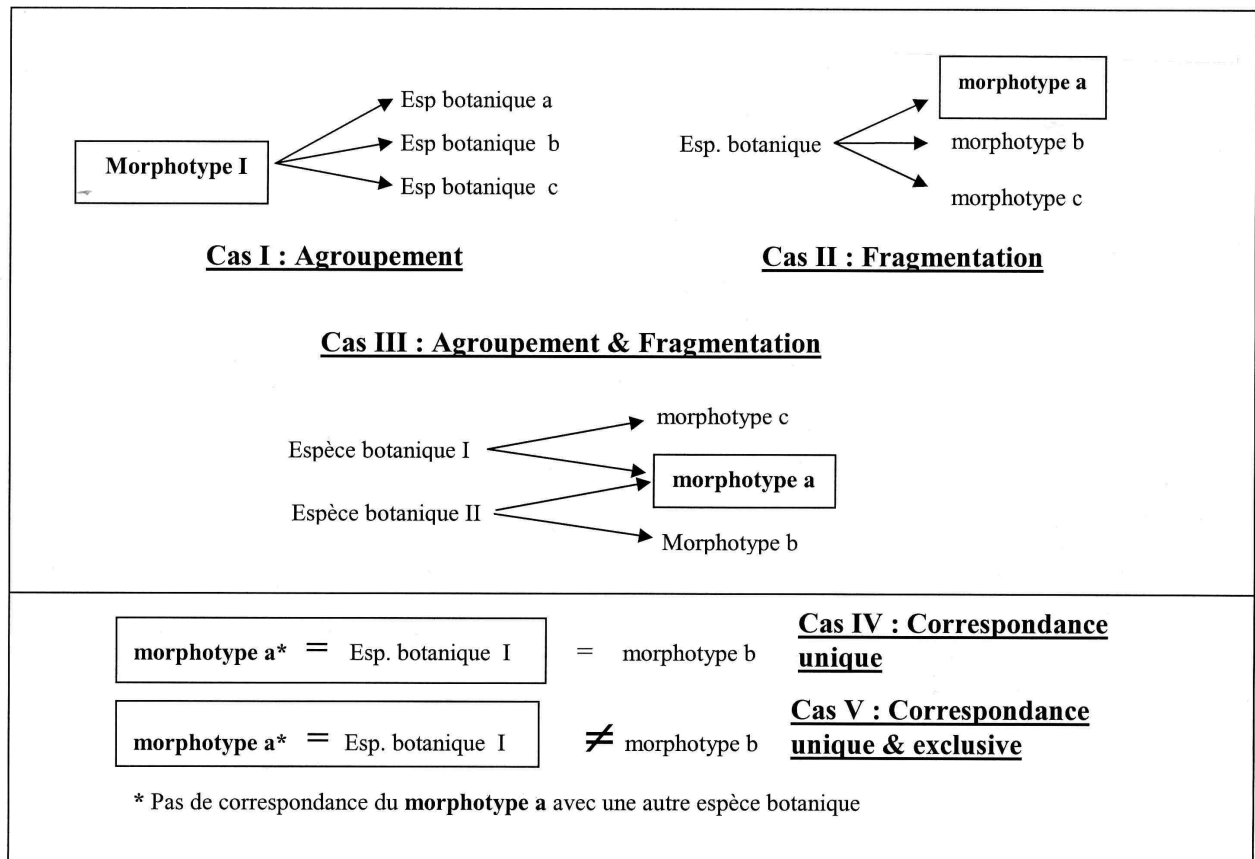 Esp botanique a
Morphotype I
Esp botanique b
Esp botanique c
Cas I : Agroupement
morphotype a
Esp. botanique
morphotype b
morphotype c
Cas II : Fragmentation
Cas III : Agroupement & Fragmentation
morphotype c
Espèce botanique I
morphotype a
Espèce botanique II
Morphotype b
morphotype a* = Esp. botanique I = morphotype b
Cas IV : Correspondance
unique
morphotype a* = Esp. botanique I ≠ morphotype b
Cas V : Correspondance
unique & exclusive
* Pas de correspondance du morphotype a avec une autre espèce botanique